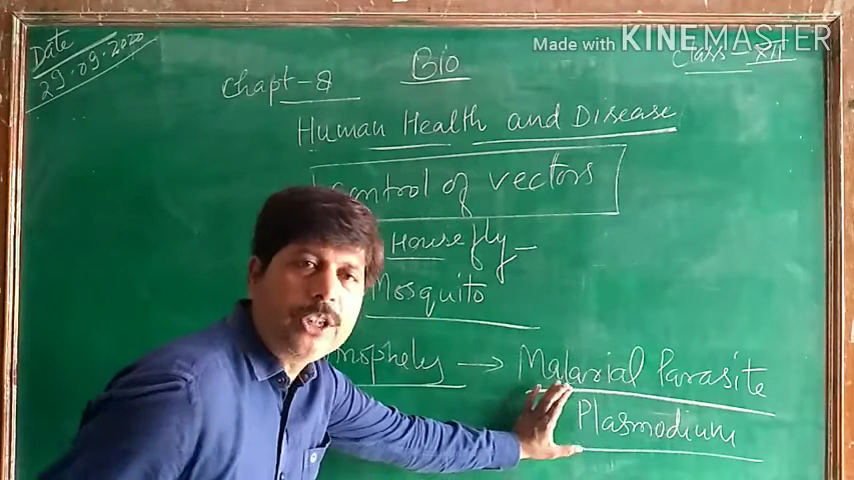 Made with KINEMASTER
Date
29.09.2020
Bio
Class - XII
Chapt - 8
Human Health and Disease
Control of vectors
Housefly -
Mosquito
nophely → Malarial Parasite
Plasmodium